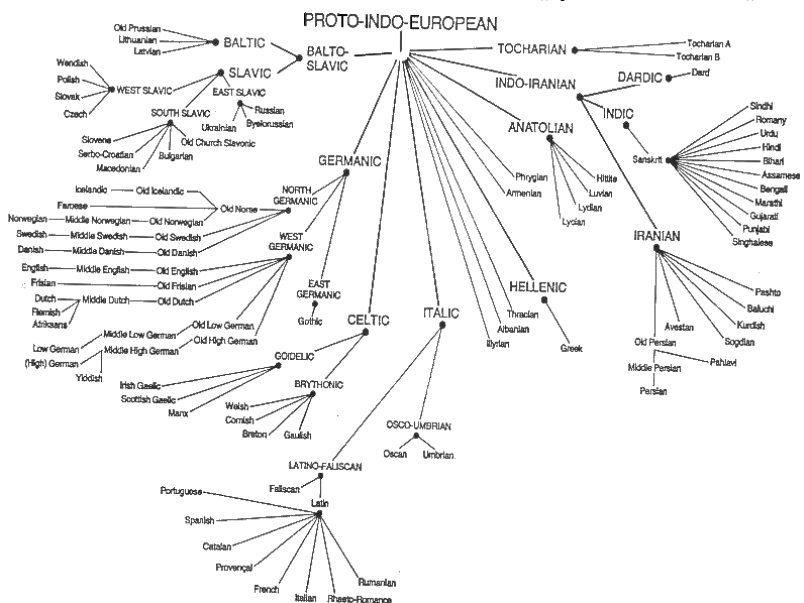 PROTO-INDO-EUROPEAN
Old Prussian
Lithuanian
Latvian
BALTIC
BALTO-
SLAVIC
SLAVIC
Wendish
Polish
Slovak
Czech
WEST SLAVIC
EAST SLAVIC
Russian
Byelorussian
Ukrainian
SOUTH SLAVIC
Old Church Slavonic
Slovene
Serbo-Croatian
Macedonian
Bulgarian
GERMANIC
NORTH
GERMANIC
Icelandic
Old Icelandic
Faroese
Old Norse
Norwegian
Middle Norwegian
Old Norwegian
Swedish
Middle Swedish
Old Swedish
Danish
Middle Danish
Old Danish
WEST
GERMANIC
English
Middle English
Old English
Frisian
Old Frisian
Dutch
Flemish
Afrikaans
Middle Dutch
Old Dutch
Old Low German
Middle Low German
Low German
Old High German
Middle High German
(High) German
Yiddish
EAST
GERMANIC
Gothic
CELTIC
GOIDELIC
Irish Gaelic
Scottish Gaelic
Manx
BRYTHONIC
Welsh
Cornish
Breton
Gaulish
ITALIC
OSCO-UMBRIAN
Oscan
Umbrian
LATINO-FALISCAN
Faliscan
Latin
Portuguese
Spanish
Catalan
Provençal
French
Italian
Rhaeto-Romance
Rumanian
Illyrian
Albanian
Thracian
HELLENIC
Greek
Armenian
Phrygian
ANATOLIAN
Hittite
Luvian
Lydian
Lycian
TOCHARIAN
Tocharian A
Tocharian B
INDO-IRANIAN
DARDIC
Dard
INDIC
Sanskrit
Sindhi
Romany
Urdu
Hindi
Bihari
Assamese
Bengali
Marathi
Gujarati
Punjabi
Singhalese
IRANIAN
Pashto
Baluchi
Kurdish
Sogdian
Avestan
Old Persian
Pahlavi
Middle Persian
Persian